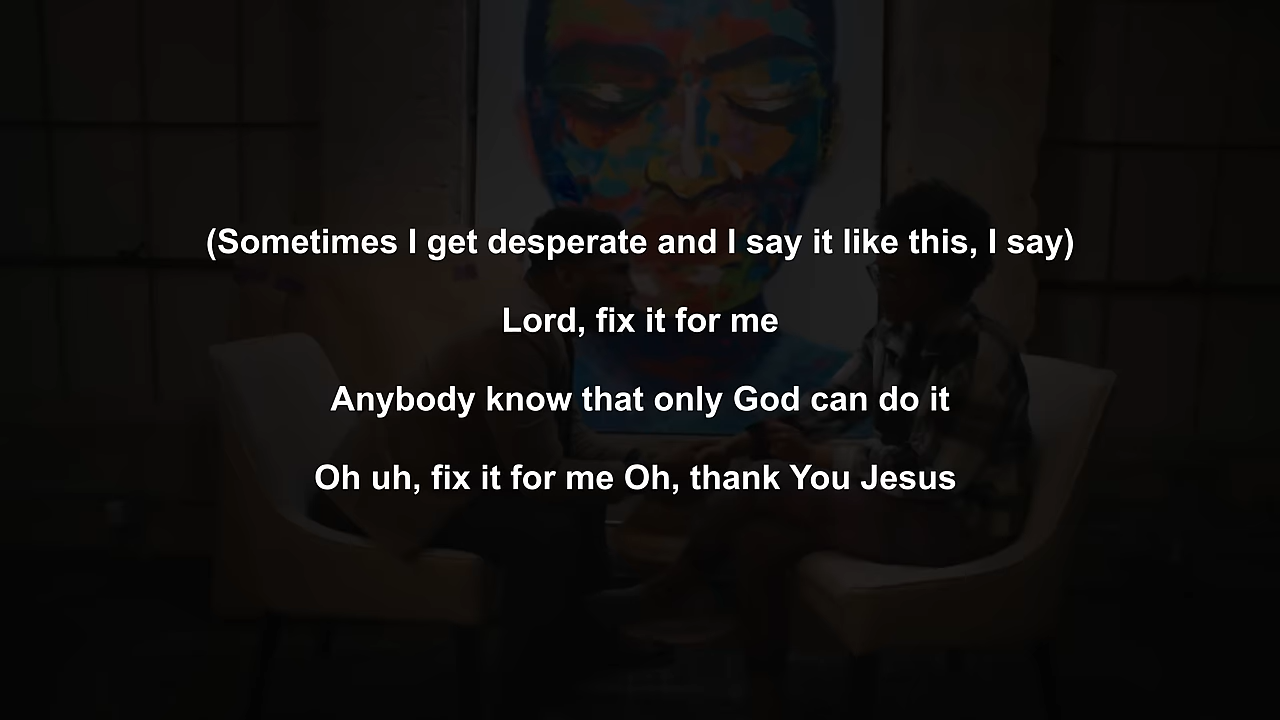 (Sometimes I get desperate and I say it like this, I say)
Lord, fix it for me
Anybody know that only God can do it
Oh uh, fix it for me Oh, thank You Jesus